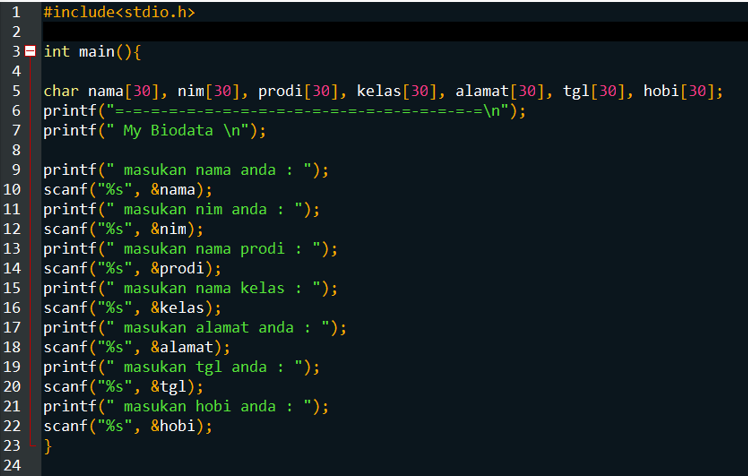 1 #include<stdio.h>
2
3 int main(){
4
5 char nama[30], nim[30], prodi[30], kelas[30], alamat[30], tgl[30], hobi[30];
6 printf("=-=-=-=-=-=-=-=-=-=-=-=-=-=-=-=-=-=-=-=-=\n");
7 printf(" My Biodata \n");
8
9 printf(" masukan nama anda : ");
10 scanf("%s", &nama);
11 printf(" masukan nim anda : ");
12 scanf("%s", &nim);
13 printf(" masukan nama prodi : ");
14 scanf("%s", &prodi);
15 printf(" masukan nama kelas : ");
16 scanf("%s", &kelas);
17 printf(" masukan alamat anda : ");
18 scanf("%s", &alamat);
19 printf(" masukan tgl anda : ");
20 scanf("%s", &tgl);
21 printf(" masukan hobi anda : ");
22 scanf("%s", &hobi);
23 }
24